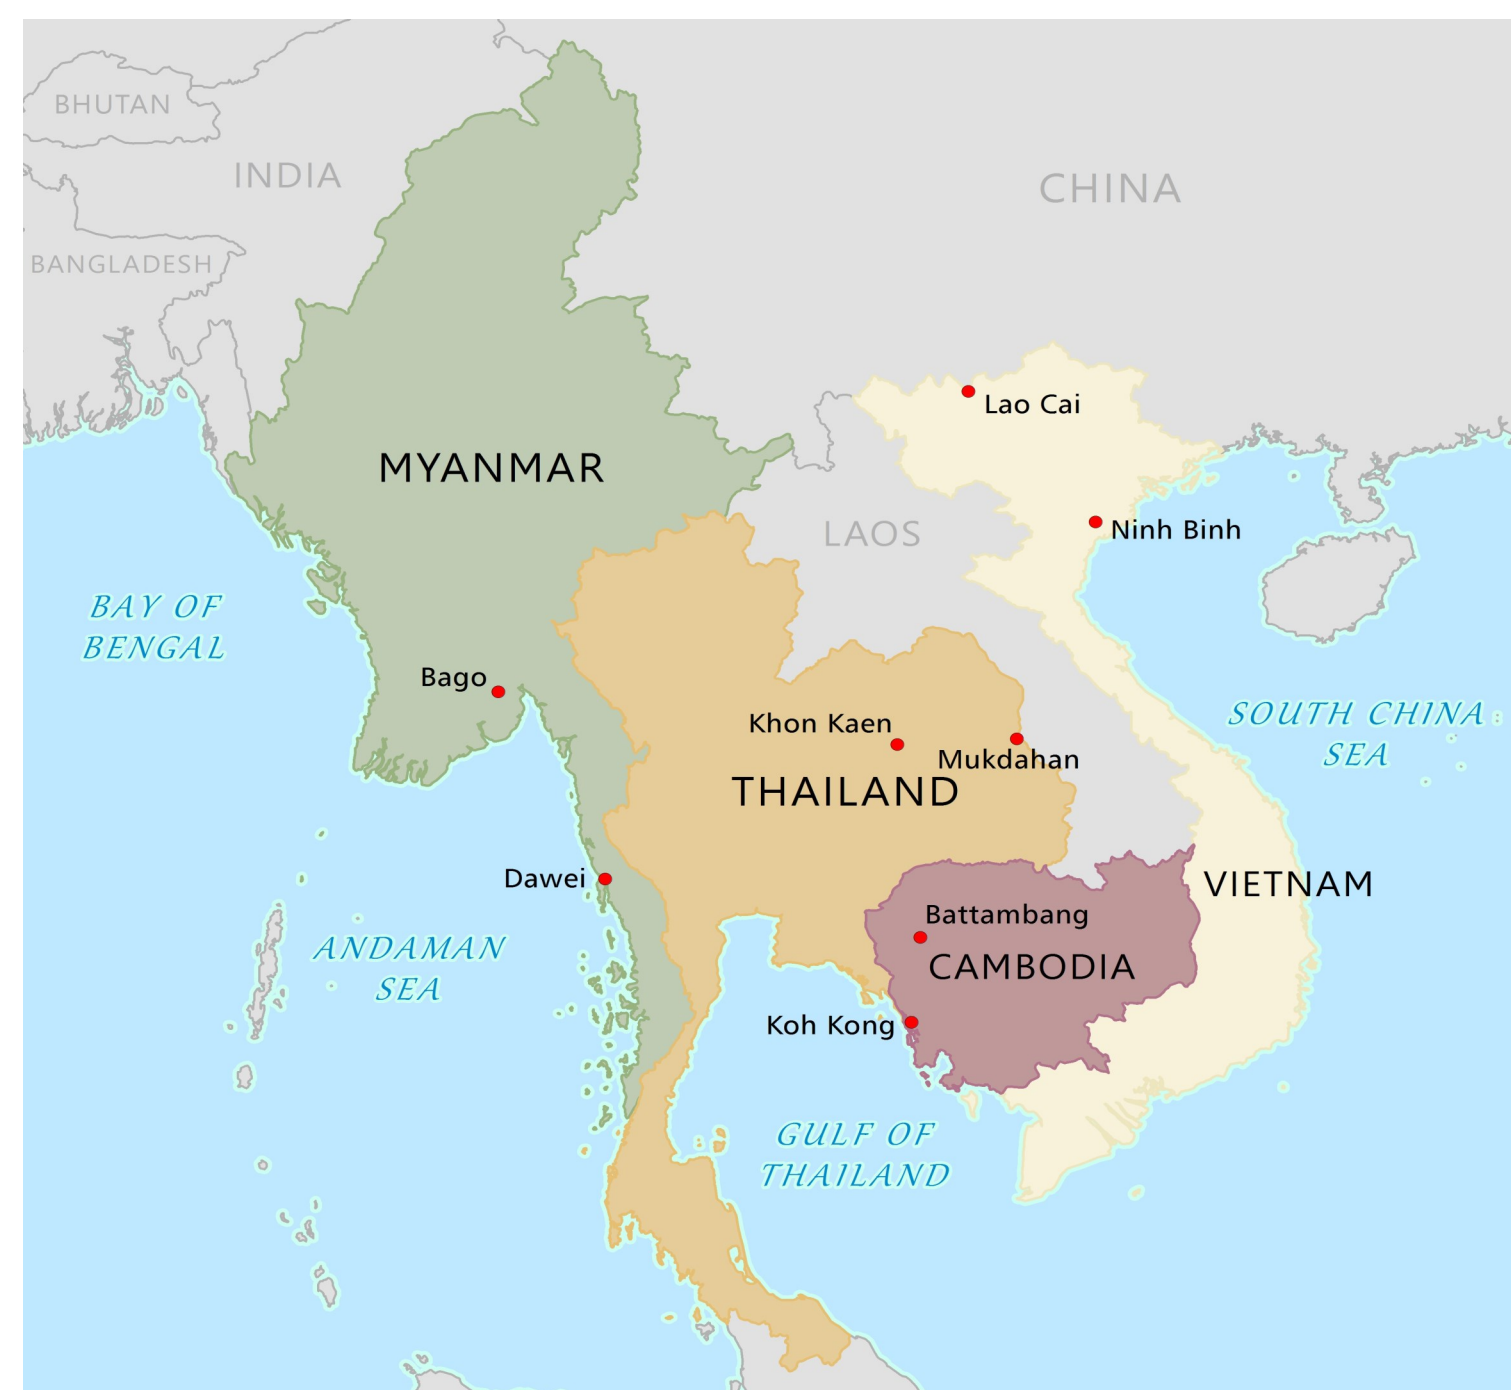 BHUTAN
INDIA
CHINA
BANGLADESH
Lao Cai
MYANMAR
LAOS
Ninh Binh
BAY OF
BENGAL
Bago
Khon Kaen
Mukdahan
SOUTH CHINA
SEA
THAILAND
Dawei
VIETNAM
Battambang
ANDAMAN
SEA
CAMBODIA
Koh Kong
GULF OF
THAILAND